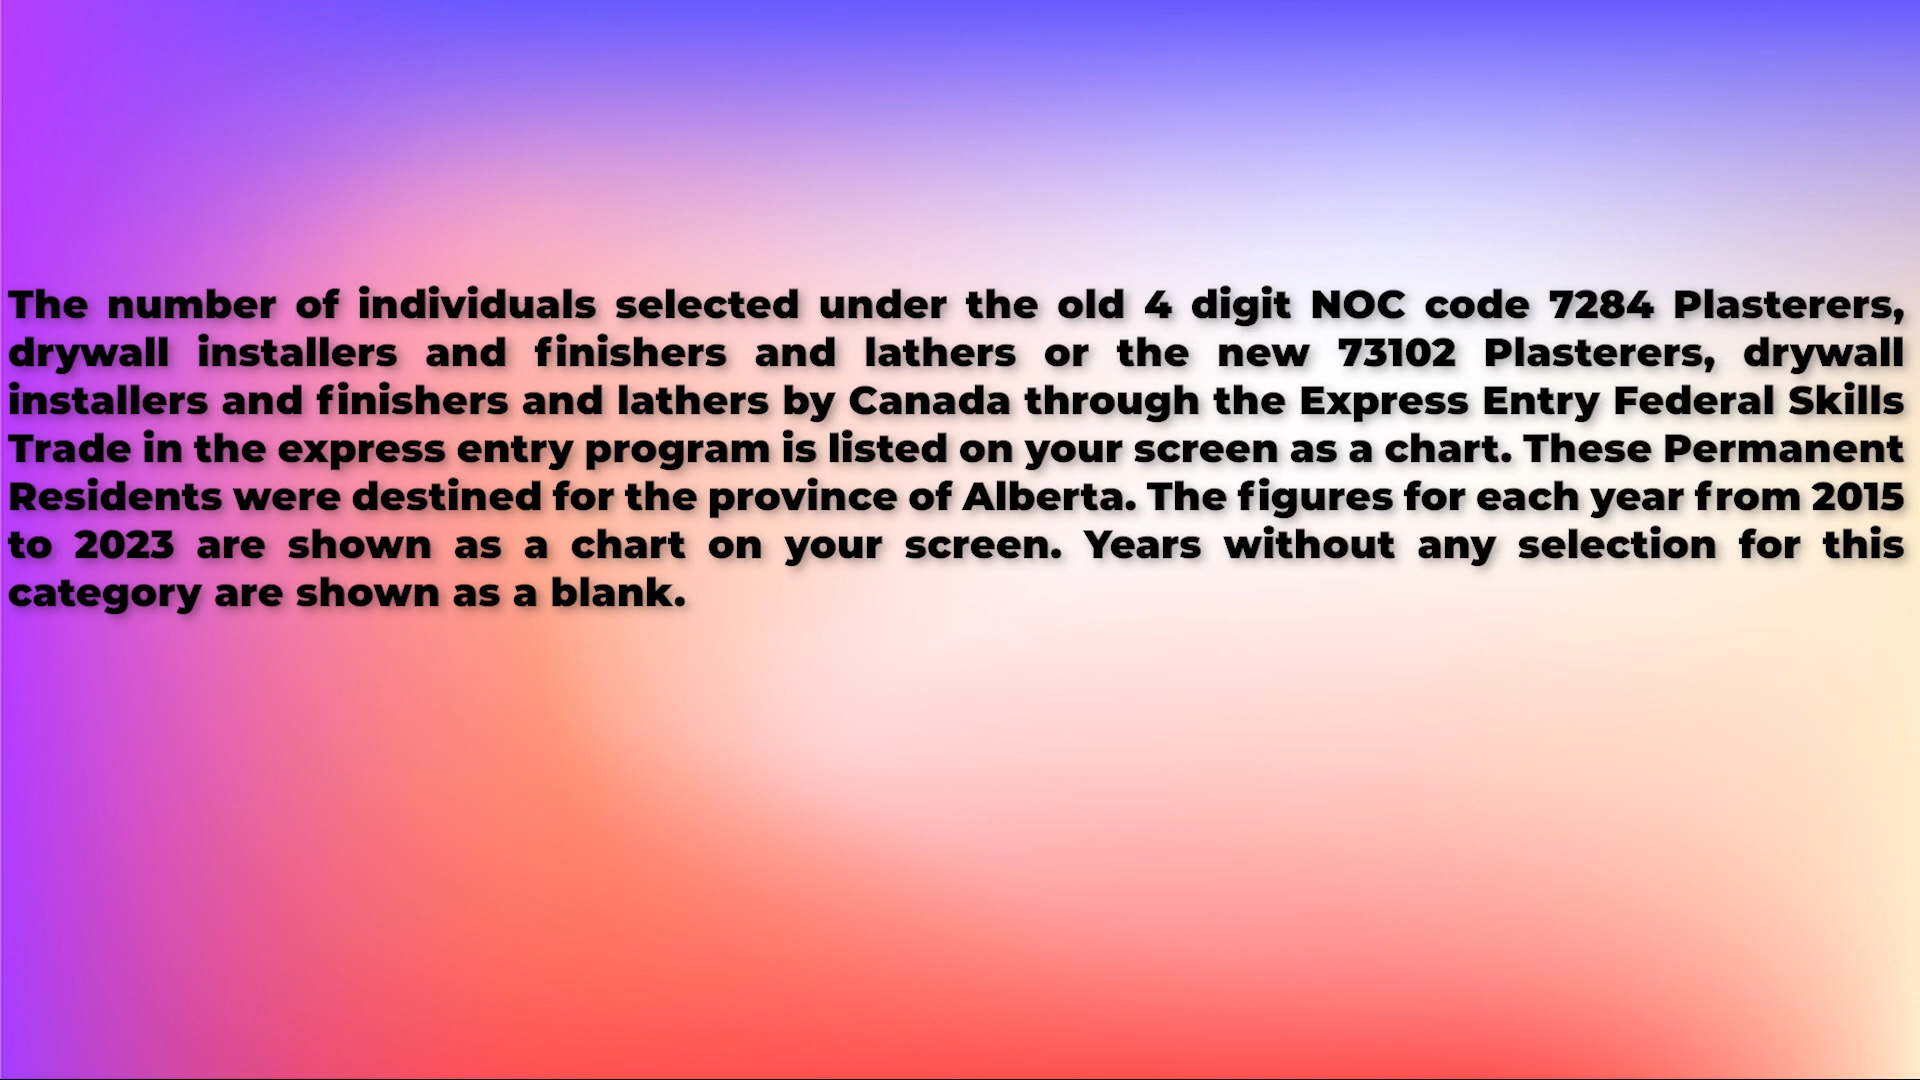 The number of individuals selected under the old 4 digit NOC code 7284 Plasterers,
drywall installers and finishers and lathers or the new 73102 Plasterers, drywall
installers and finishers and lathers by Canada through the Express Entry Federal Skills
Trade in the express entry program is listed on your screen as a chart. These Permanent
Residents were destined for the province of Alberta. The figures for each year from 2015
to 2023 are shown as a chart on your screen. Years without any selection for this
category are shown as a blank.